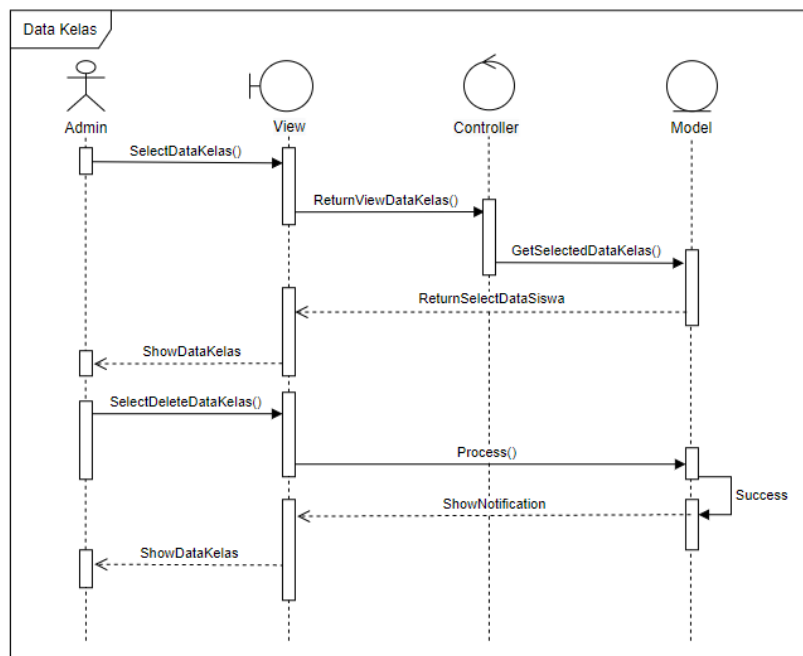 Data Kelas
Admin
View
Controller
Model
SelectDataKelas()
ReturnViewDataKelas()
GetSelectedDataKelas()
ReturnSelectDataSiswa
ShowDataKelas
SelectDeleteDataKelas()
Process()
Success
ShowNotification
ShowDataKelas